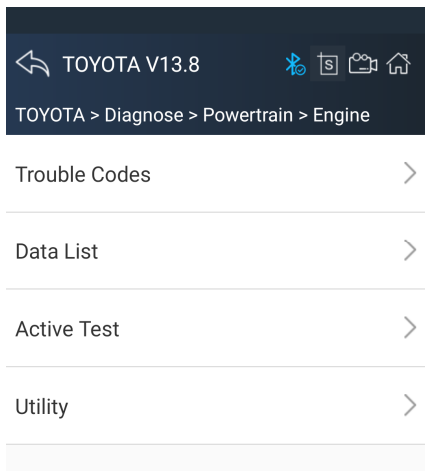 TOYOTA V13.8
S
TOYOTA > Diagnose > Powertrain > Engine
Trouble Codes
Data List
Active Test
Utility